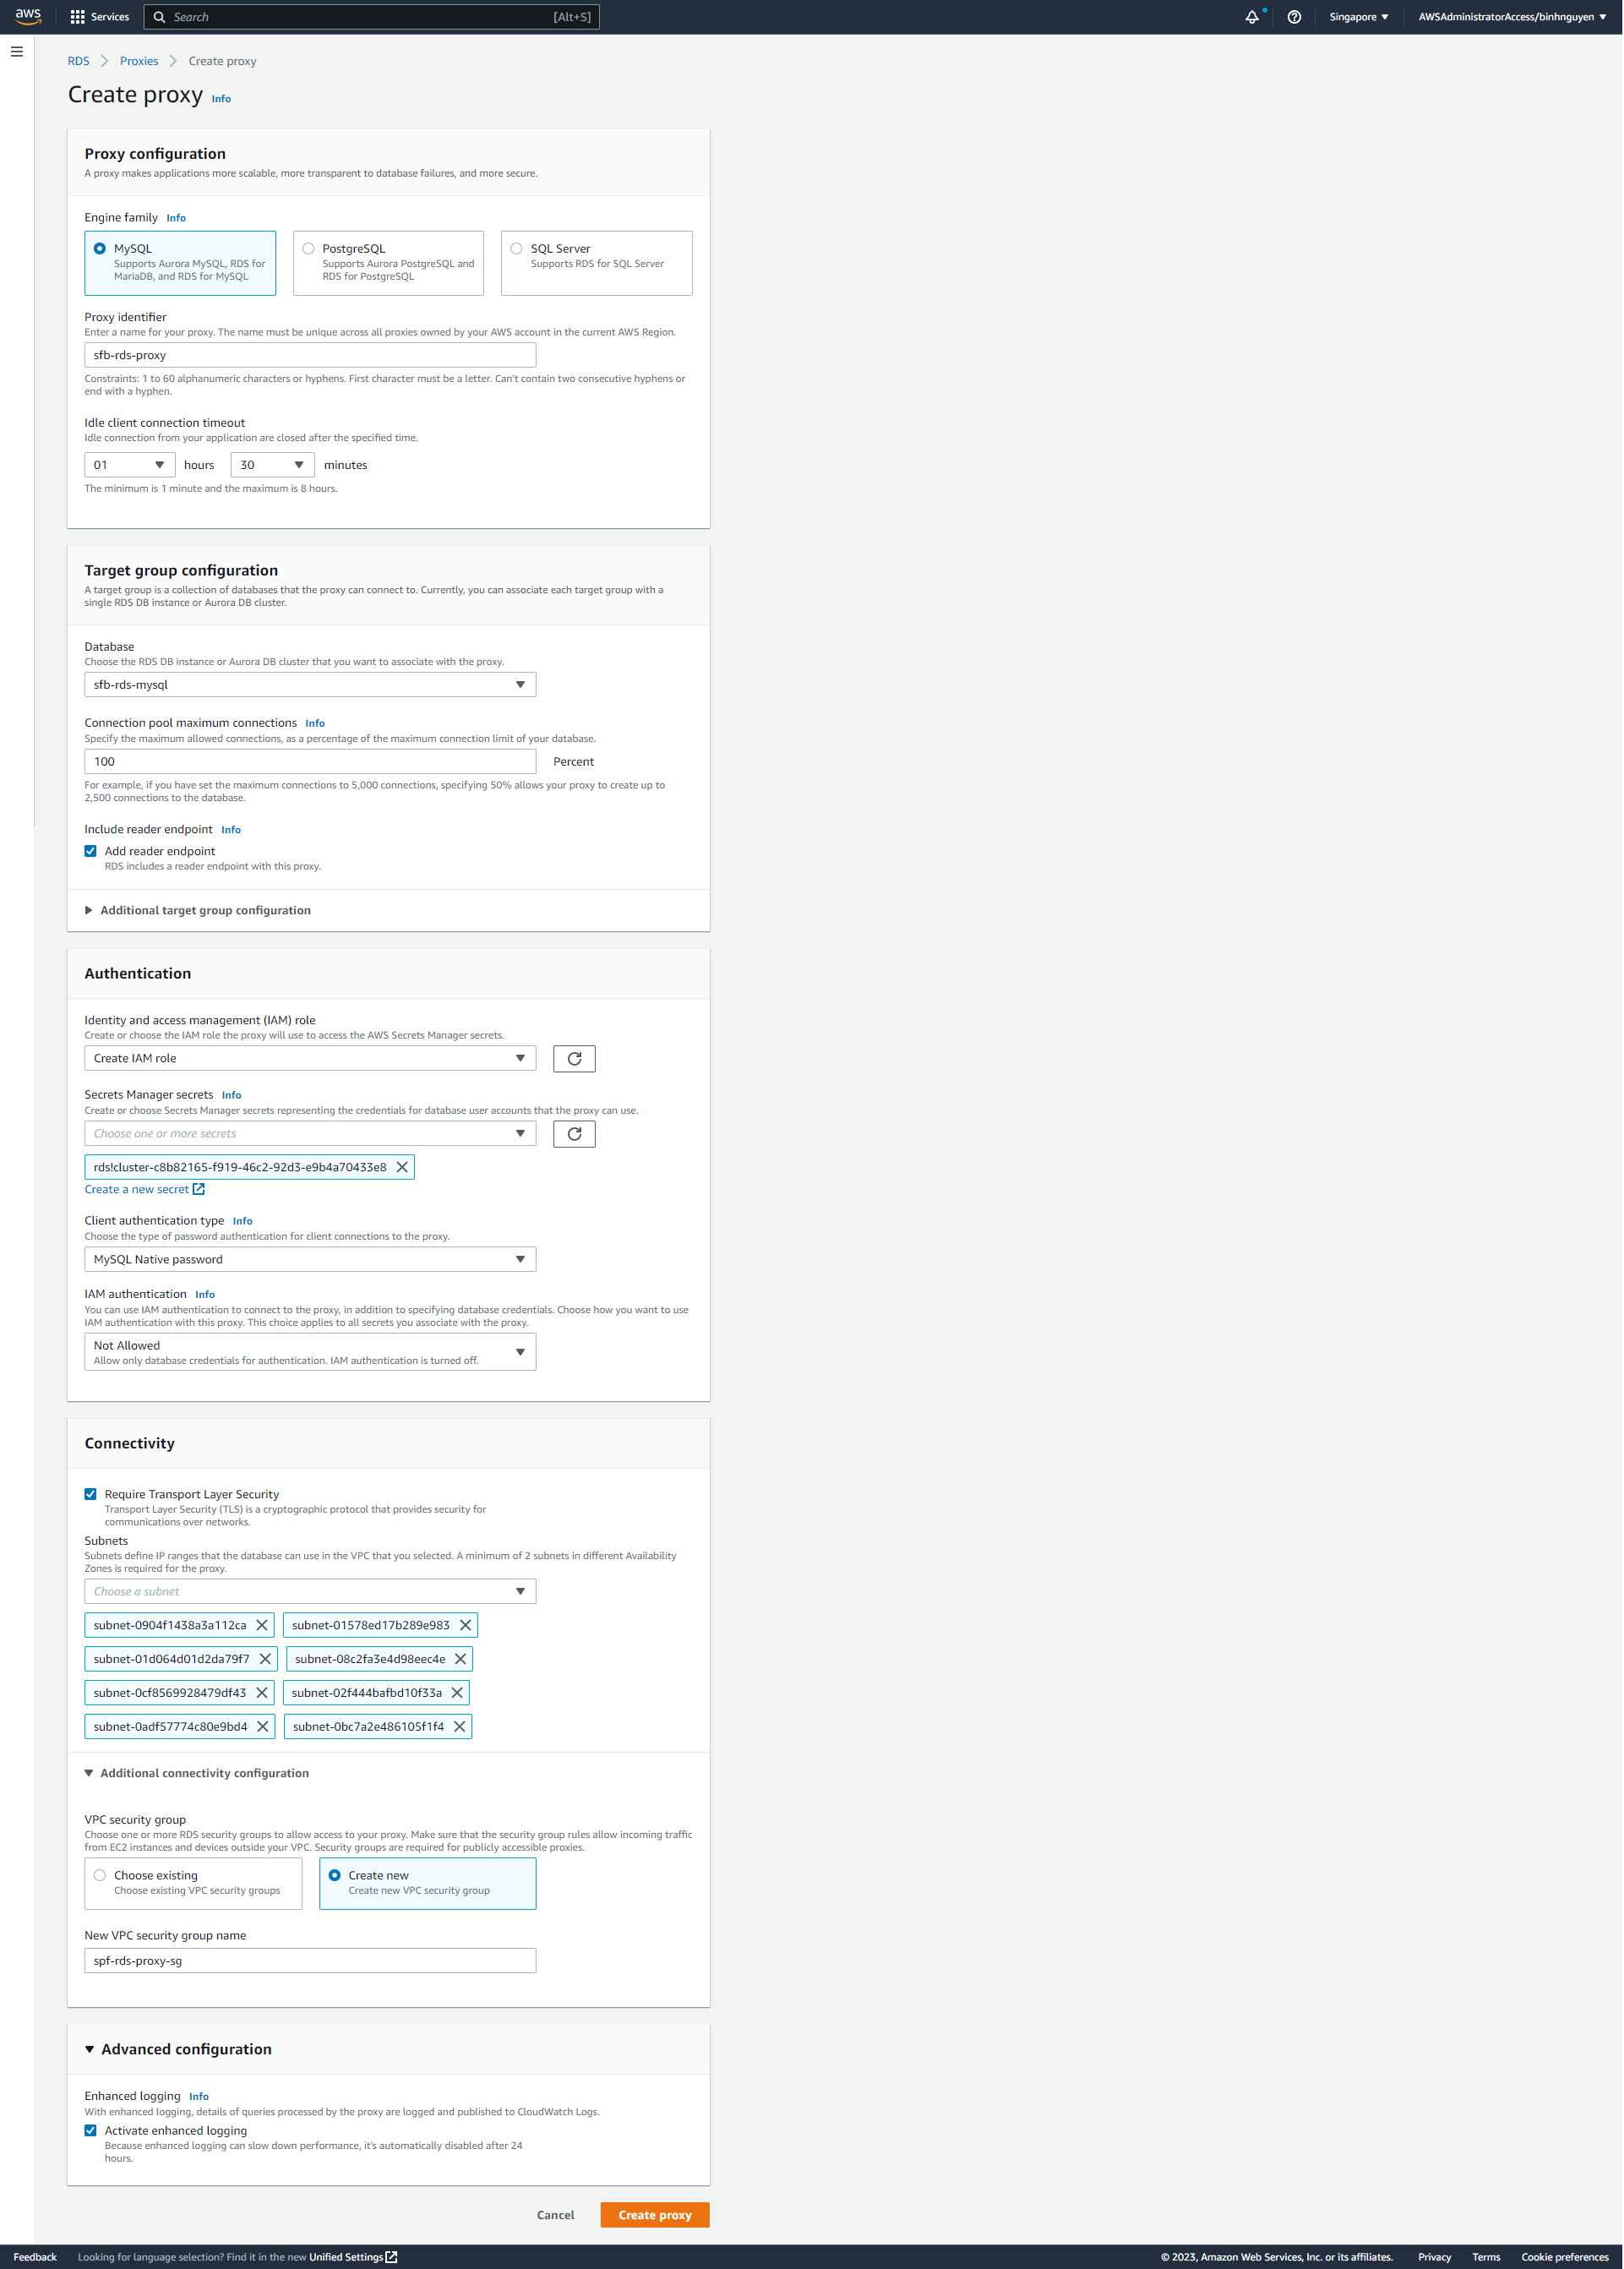 aws
Services
Search
[Alt+S]
Singapore
AWSAdministratorAccess/binhnguyen
RDS
Proxies
Create proxy
Create proxy Info
Proxy configuration
A proxy makes applications more scalable, more transparent to database failures, and more secure.
Engine family Info
MySQL
Supports Aurora MySQL, RDS for
MariaDB, and RDS for MySQL
PostgreSQL
Supports Aurora PostgreSQL and
RDS for PostgreSQL
SQL Server
Supports RDS for SQL Server
Proxy identifier
Enter a name for your proxy. The name must be unique across all proxies owned by your AWS account in the current AWS Region.
sfb-rds-proxy
Constraints: 1 to 60 alphanumeric characters or hyphens. First character must be a letter. Can't contain two consecutive hyphens or
end with a hyphen.
Idle client connection timeout
Idle connection from your application are closed after the specified time.
01 hours 30 minutes
The minimum is 1 minute and the maximum is 8 hours.
Target group configuration
A target group is a collection of databases that the proxy can connect to. Currently, you can associate each target group with a
single RDS DB instance or Aurora DB cluster.
Database
Choose the RDS DB instance or Aurora DB cluster that you want to associate with the proxy.
sfb-rds-mysql
Connection pool maximum connections Info
Specify the maximum allowed connections, as a percentage of the maximum connection limit of your database.
100 Percent
For example, if you have set the maximum connections to 5,000 connections, specifying 50% allows your proxy to create up to
2,500 connections to the database.
Include reader endpoint Info
Add reader endpoint
RDS includes a reader endpoint with this proxy.
Additional target group configuration
Authentication
Identity and access management (IAM) role
Create or choose the IAM role the proxy will use to access the AWS Secrets Manager secrets.
Create IAM role
Secrets Manager secrets Info
Create or choose Secrets Manager secrets representing the credentials for database user accounts that the proxy can use.
Choose one or more secrets
rds!cluster-c8b82165-f919-46c2-92d3-e9b4a70433e8
Create a new secret
Client authentication type Info
Choose the type of password authentication for client connections to the proxy.
MySQL Native password
IAM authentication Info
You can use IAM authentication to connect to the proxy, in addition to specifying database credentials. Choose how you want to use
IAM authentication with this proxy. This choice applies to all secrets you associate with the proxy.
Not Allowed
Allow only database credentials for authentication. IAM authentication is turned off.
Connectivity
Require Transport Layer Security
Transport Layer Security (TLS) is a cryptographic protocol that provides security for
communications over networks.
Subnets
Subnets define IP ranges that the database can use in the VPC that you selected. A minimum of 2 subnets in different Availability
Zones is required for the proxy.
Choose a subnet
subnet-0904f1438a3a112ca subnet-01578ed17b289e983
subnet-01d064d01d2da79f7 subnet-08c2fa3e4d98eec4e
subnet-0cf8569928479df43 subnet-02f444bafbd10f33a
subnet-0adf57774c80e9bd4 subnet-0bc7a2e486105f1f4
Additional connectivity configuration
VPC security group
Choose one or more RDS security groups to allow access to your proxy. Make sure that the security group rules allow incoming traffic
from EC2 instances and devices outside your VPC. Security groups are required for publicly accessible proxies.
Choose existing
Choose existing VPC security groups
Create new
Create new VPC security group
New VPC security group name
spf-rds-proxy-sg
Advanced configuration
Enhanced logging Info
With enhanced logging, details of queries processed by the proxy are logged and published to CloudWatch Logs.
Activate enhanced logging
Because enhanced logging can slow down performance, it's automatically disabled after 24
hours.
Cancel
Create proxy
Feedback
Looking for language selection? Find it in the new Unified Settings
© 2023, Amazon Web Services, Inc. or its affiliates.
Privacy
Terms
Cookie preferences